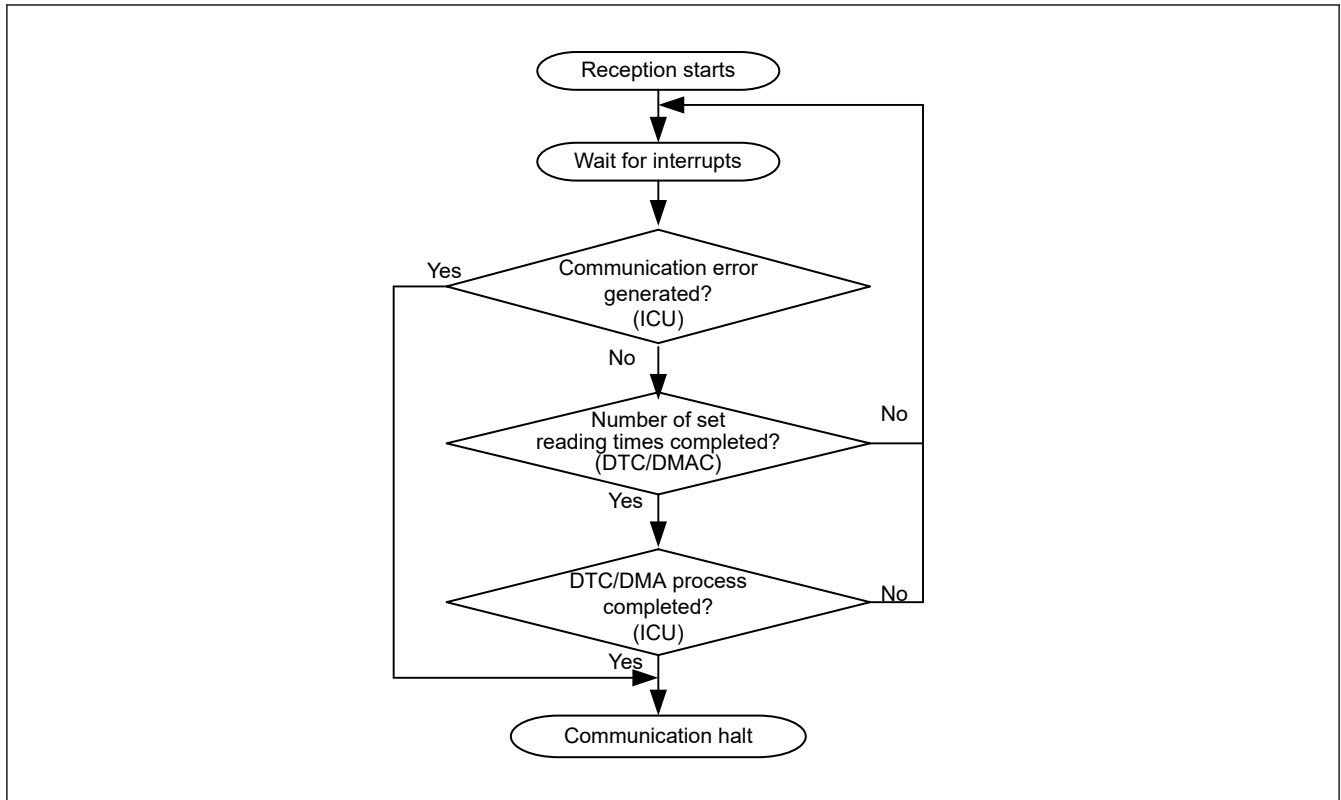 Reception starts
Wait for interrupts
Yes
Communication error
generated?
(ICU)
No
Number of set
reading times completed?
(DTC/DMAC)
No
Yes
DTC/DMA process
completed?
(ICU)
No
Yes
Communication halt